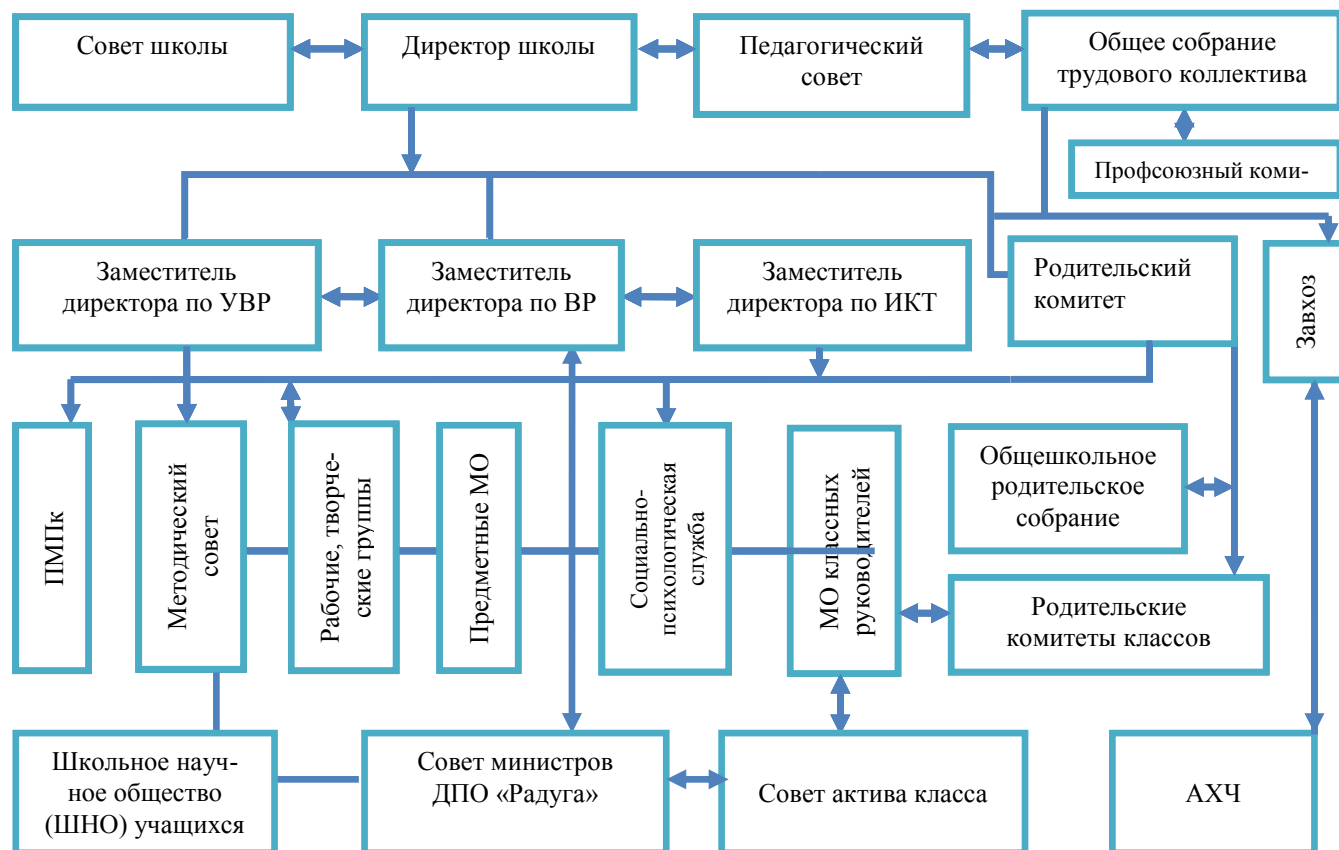 Совет школы
Директор школы
Педагогический
совет
Общее собрание
трудового коллектива
Профсоюзный коми-
Заместитель
директора по УВР
Заместитель
директора по ВР
Заместитель
директора по ИКТ
Родительский
комитет
Завхоз
ПМПк
Методический
совет
Рабочие, творче-
ские группы
Предметные МО
Социально-
психологическая
служба
МО классных
руководителей
Общешкольное
родительское
собрание
Родительские
комитеты классов
Школьное науч-
ное общество
(ШНО) учащихся
Совет министров
ДПО «Радуга»
Совет актива класса
АХЧ